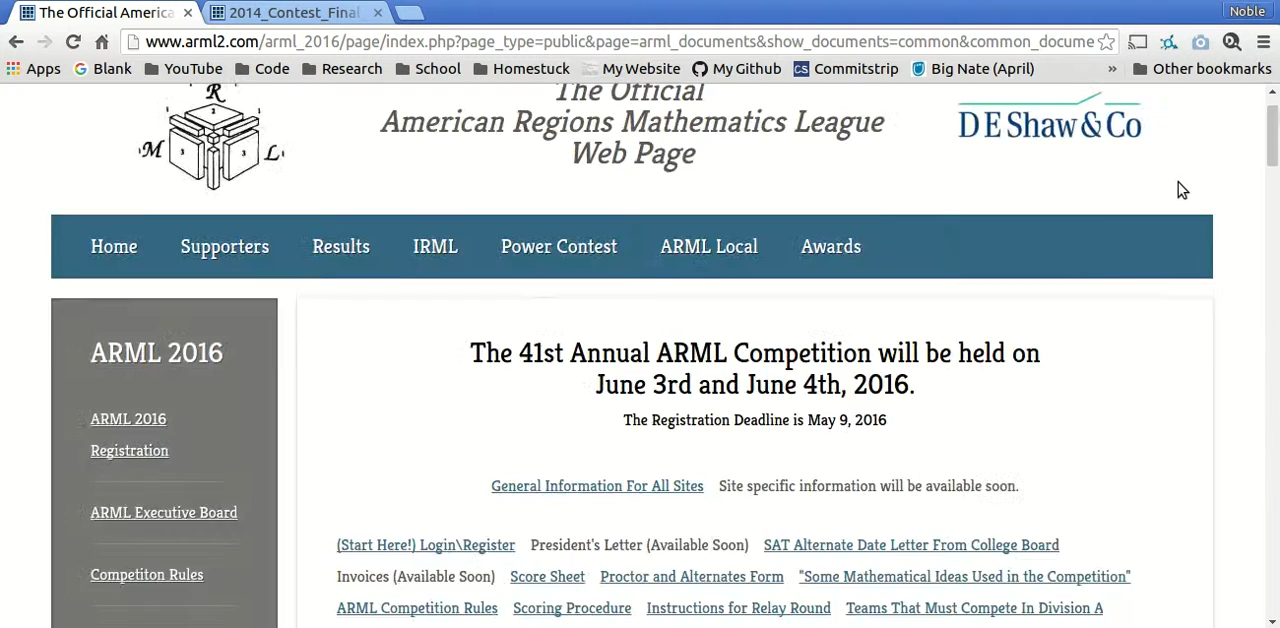 The Official America
2014_Contest_Final
Noble
www.arml2.com/arml_2016/page/index.php?page_type=public&page=arml_documents&show_documents=common&common_docume
Apps Blank YouTube Code Research School Homestuck My Website My Github CS Commitstrip Big Nate (April) » Other bookmarks
R
M
L
The Official
American Regions Mathematics League
Web Page
DEShaw&Co
Home Supporters Results IRML Power Contest ARML Local Awards
ARML 2016
ARML 2016
Registration
ARML Executive Board
Competiton Rules
The 41st Annual ARML Competition will be held on
June 3rd and June 4th, 2016.
The Registration Deadline is May 9, 2016
General Information For All Sites Site specific information will be available soon.
(Start Here!) Login\Register President's Letter (Available Soon) SAT Alternate Date Letter From College Board
Invoices (Available Soon) Score Sheet Proctor and Alternates Form "Some Mathematical Ideas Used in the Competition"
ARML Competition Rules Scoring Procedure Instructions for Relay Round Teams That Must Compete In Division A